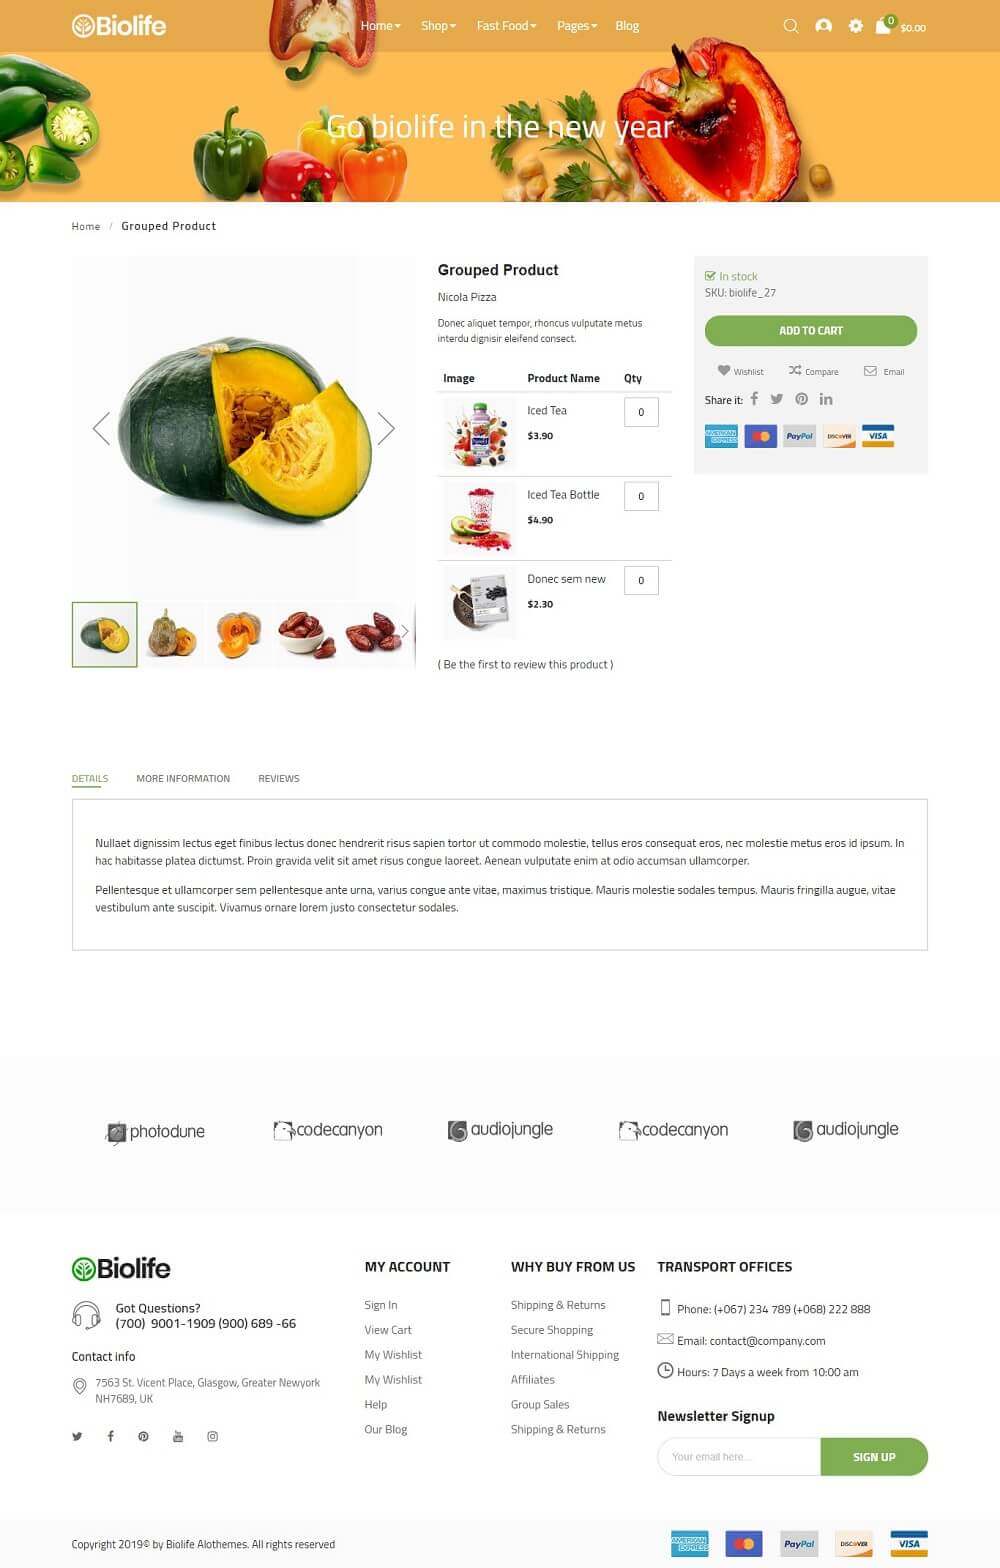 Biolife
Home Shop Fast Food Pages Blog
0 $0.00
Go biolife in the new year
Home / Grouped Product
Grouped Product
Nicola Pizza
Donec aliquet tempor, rhoncus vulputate metus
interdu dignisir eleifend consect.
Image Product Name Qty
Iced Tea 0
$3.90
Iced Tea Bottle 0
$4.90
Donec sem new 0
$2.30
( Be the first to review this product )
In stock
SKU: biolife_27
ADD TO CART
Wishlist Compare Email
Share it:
AMERICAN EXPRESS PayPal DISCOVER VISA
DETAILS MORE INFORMATION REVIEWS
Nullaet dignissim lectus eget finibus lectus donec hendrerit risus sapien tortor ut commodo molestie, tellus eros consequat eros, nec molestie metus eros id ipsum. In
hac habitasse platea dictumst. Proin gravida velit sit amet risus congue laoreet. Aenean vulputate enim at odio accumsan ullamcorper.
Pellentesque et ullamcorper sem pellentesque ante urna, varius congue ante vitae, maximus tristique. Mauris molestie sodales tempus. Mauris fringilla augue, vitae
vestibulum ante suscipit. Vivamus ornare lorem justo consectetur sodales.
photodune codecanyon audiojungle codecanyon audiojungle
Biolife
Got Questions?
(700) 9001-1909 (900) 689 -66
Contact info
7563 St. Vicent Place, Glasgow, Greater Newyork
NH7689, UK
MY ACCOUNT
Sign In
View Cart
My Wishlist
My Wishlist
Help
Our Blog
WHY BUY FROM US
Shipping & Returns
Secure Shopping
International Shipping
Affiliates
Group Sales
Shipping & Returns
TRANSPORT OFFICES
Phone: (+067) 234 789 (+068) 222 888
Email: contact@company.com
Hours: 7 Days a week from 10:00 am
Newsletter Signup
Your email here... SIGN UP
Copyright 2019© by Biolife Alothemes. All rights reserved
AMERICAN EXPRESS PayPal DISCOVER VISA